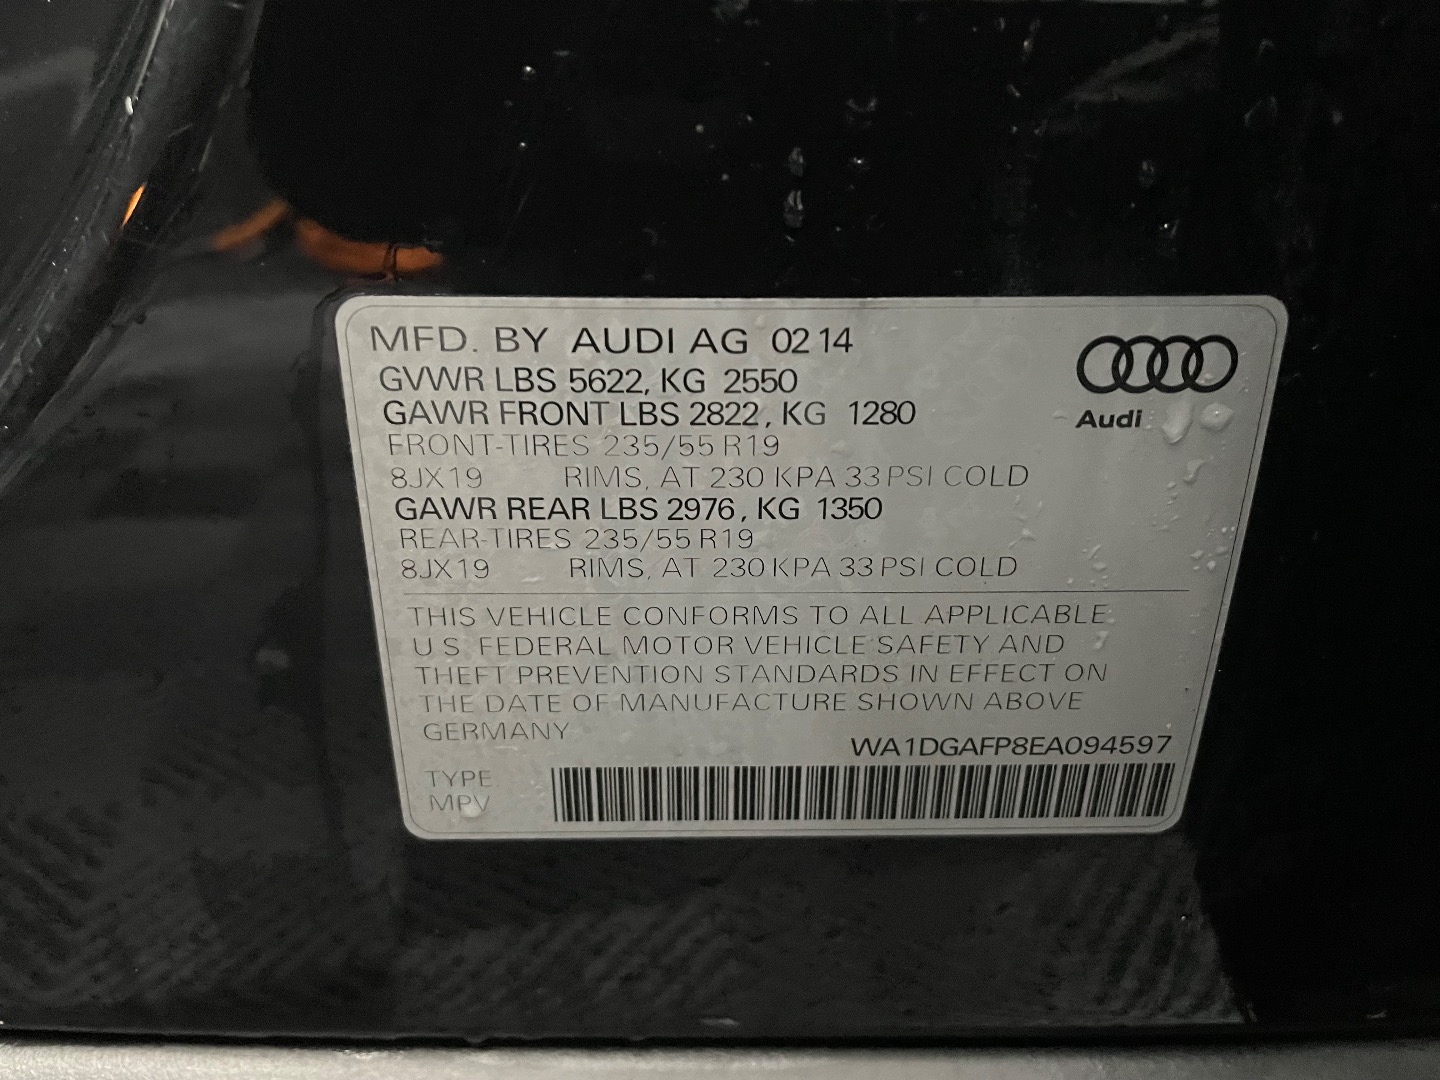 MFD. BY AUDI AG 02 14
GVWR LBS 5622, KG 2550
GAWR FRONT LBS 2822, KG 1280
FRONT-TIRES 235/55 R19
8JX19 RIMS, AT 230 KPA 33 PSI COLD
GAWR REAR LBS 2976, KG 1350
REAR-TIRES 235/55 R19
8JX19 RIMS, AT 230 KPA 33 PSI COLD
Audi
THIS VEHICLE CONFORMS TO ALL APPLICABLE
U.S. FEDERAL MOTOR VEHICLE SAFETY AND
THEFT PREVENTION STANDARDS IN EFFECT ON
THE DATE OF MANUFACTURE SHOWN ABOVE
GERMANY
WA1DGAFP8EA094597
TYPE
MPV